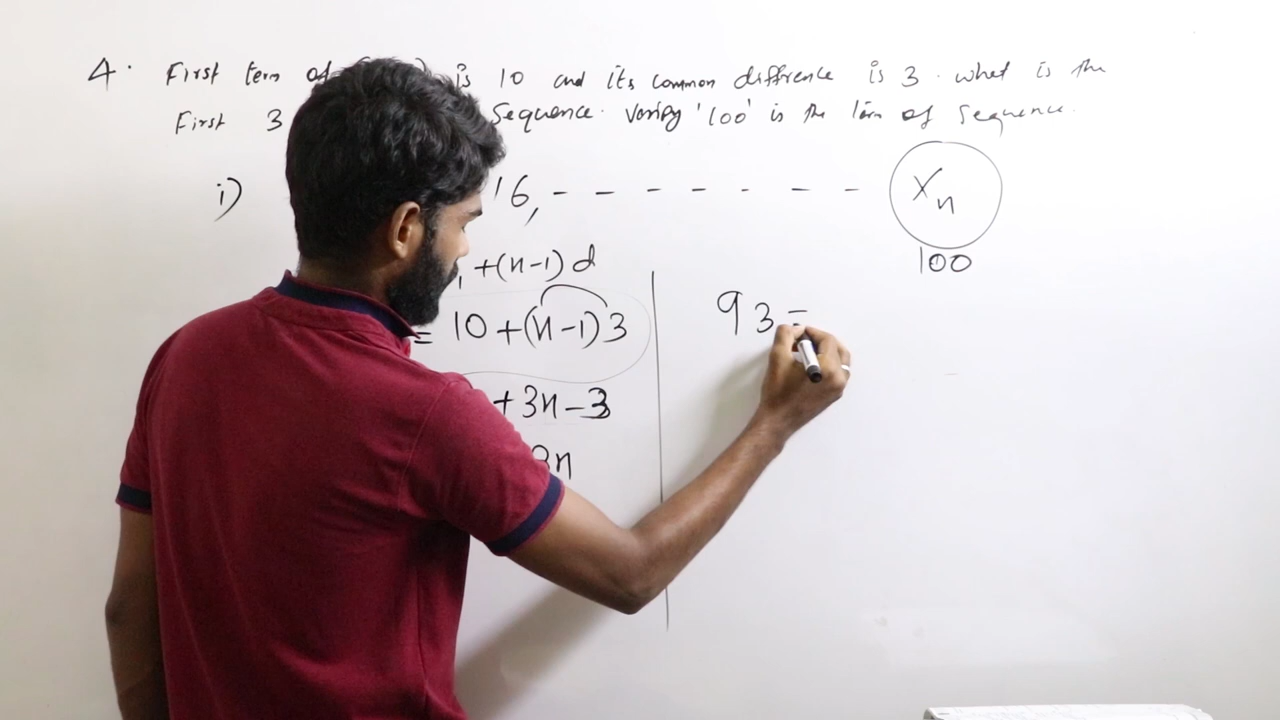 4. First term of is 10 and its common diffrence is 3. what is the
First 3 Sequence. Verify '100' is the term of Sequence.
i) 16, - - - - - - - Xn
100
+(n-1)d
= 10+(n-1)3
93=
+3n-3
3n